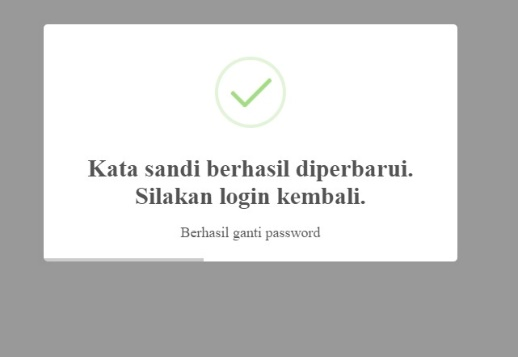 Kata sandi berhasil diperbarui.
Silakan login kembali.
Berhasil ganti password